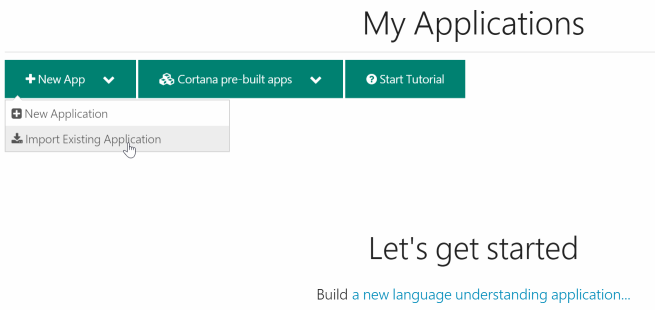 My Applications
New App
Cortana pre-built apps
Start Tutorial
New Application
Import Existing Application
Let's get started
Build a new language understanding application...